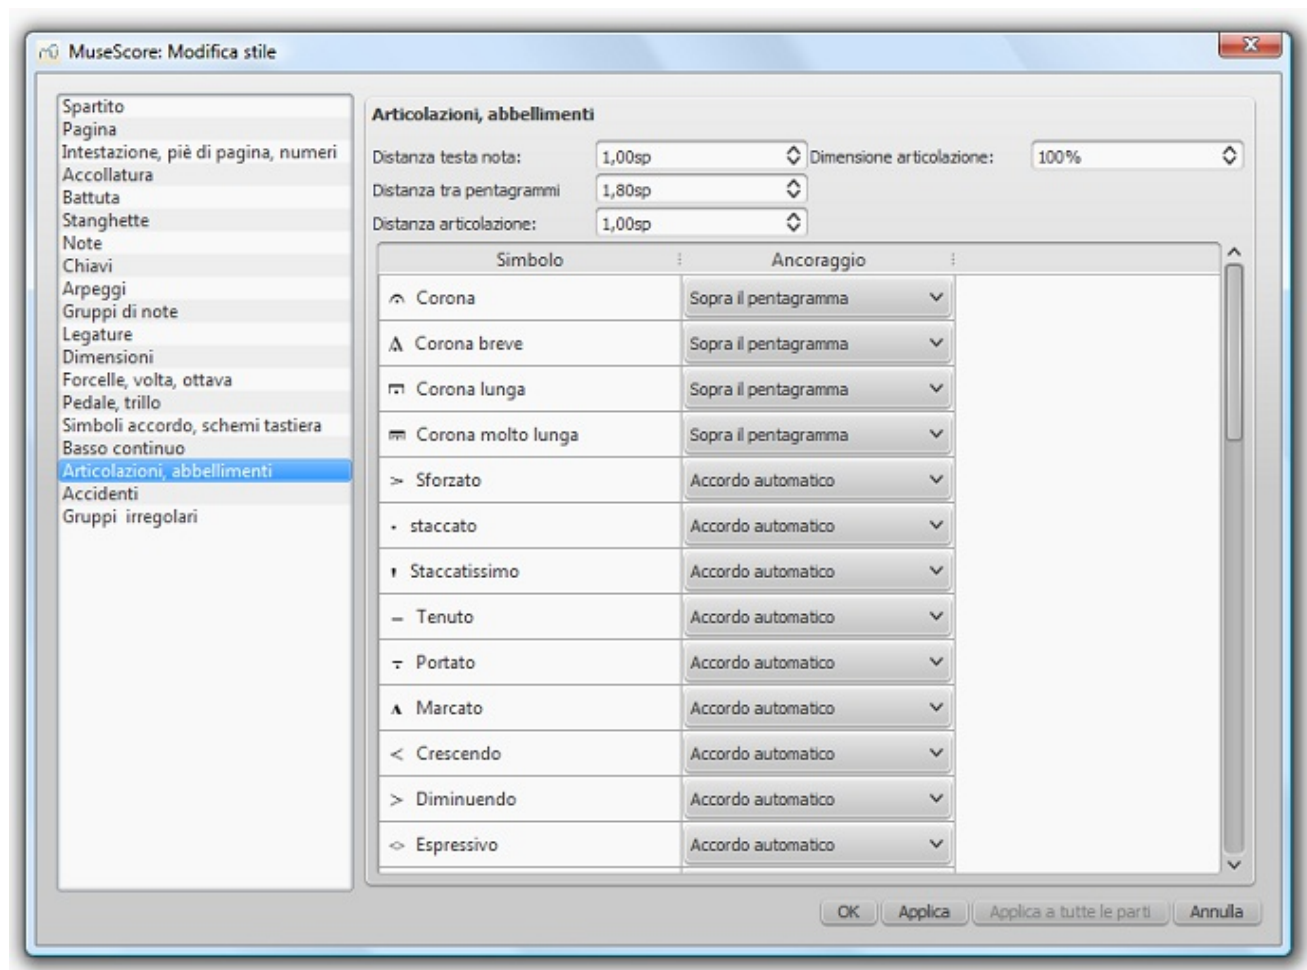 MuseScore: Modifica stile
Spartito
Pagina
Intestazione, piè di pagina, numeri
Accollatura
Battuta
Stanghette
Note
Chiavi
Arpeggi
Gruppi di note
Legature
Dimensioni
Forcelle, volta, ottava
Pedale, trillo
Simboli accordo, schemi tastiera
Basso continuo
Articolazioni, abbellimenti
Accidenti
Gruppi irregolari
Articolazioni, abbellimenti
Distanza testa nota: 1,00sp Dimensione articolazione: 100%
Distanza tra pentagrammi 1,80sp
Distanza articolazione: 1,00sp
Simbolo Ancoraggio
Corona Sopra il pentagramma
Corona breve Sopra il pentagramma
Corona lunga Sopra il pentagramma
Corona molto lunga Sopra il pentagramma
Sforzato Accordo automatico
staccato Accordo automatico
Staccatissimo Accordo automatico
Tenuto Accordo automatico
Portato Accordo automatico
Marcato Accordo automatico
Crescendo Accordo automatico
Diminuendo Accordo automatico
Espressivo Accordo automatico
OK Applica Applica a tutte le parti Annulla